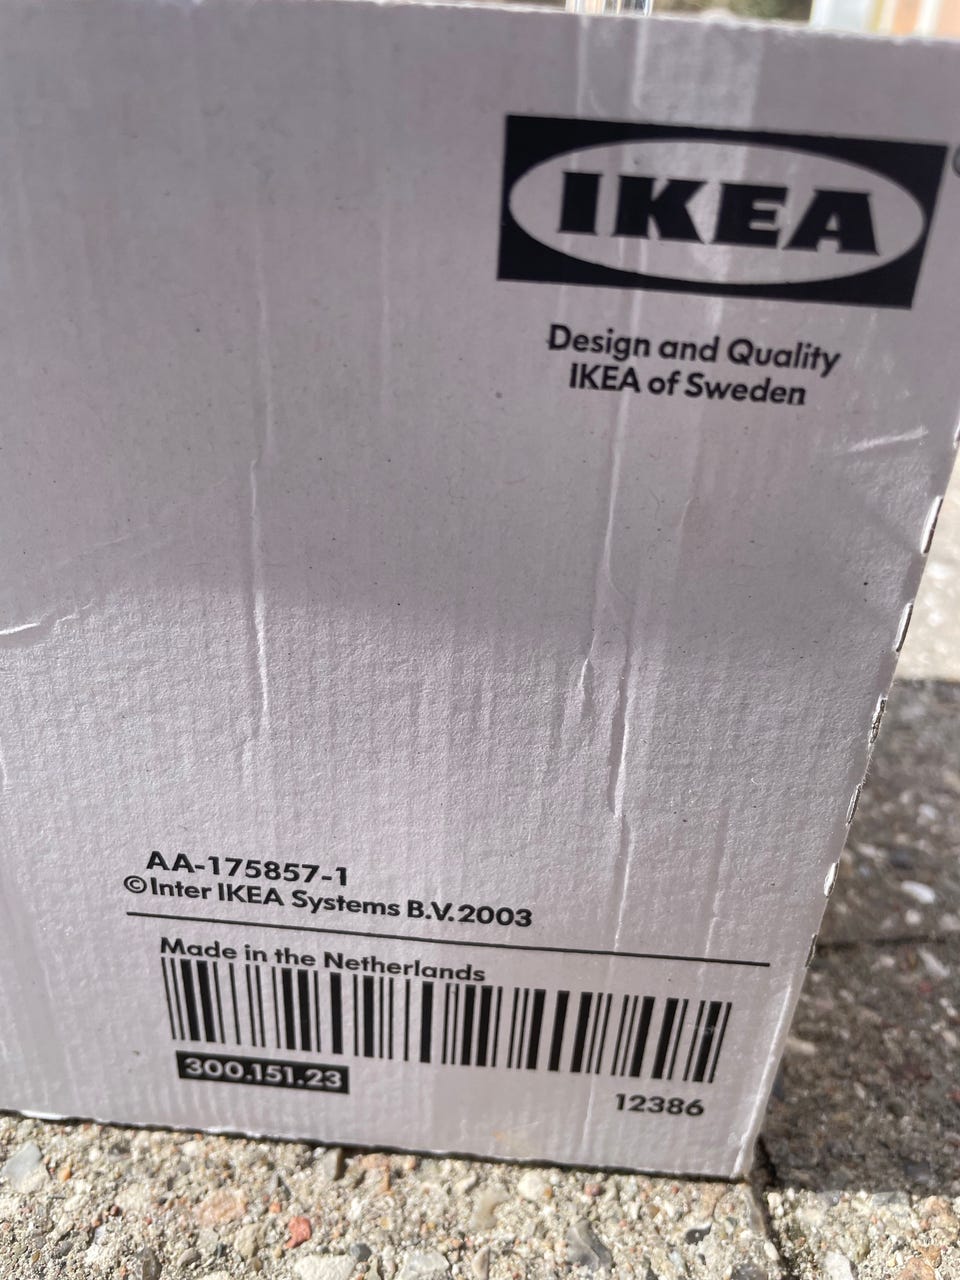 IKEA
Design and Quality
IKEA of Sweden
AA-175857-1
©Inter IKEA Systems B.V. 2003
Made in the Netherlands
300.151.23
12386